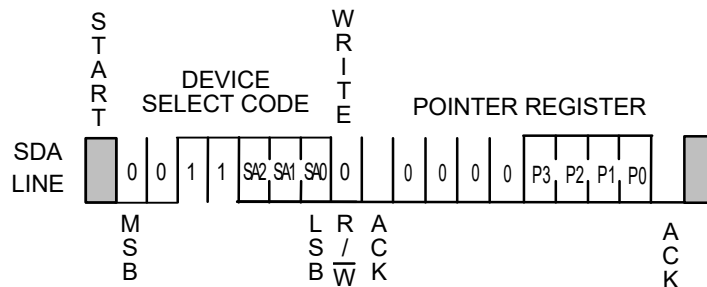 START
WRITE
DEVICE
SELECT CODE
POINTER REGISTER
SDA
LINE
0 0 1 1 SA2 SA1 SA0 0 0 0 0 0 P3 P2 P1 P0
MSB
LSB
R/W̅
ACK
ACK